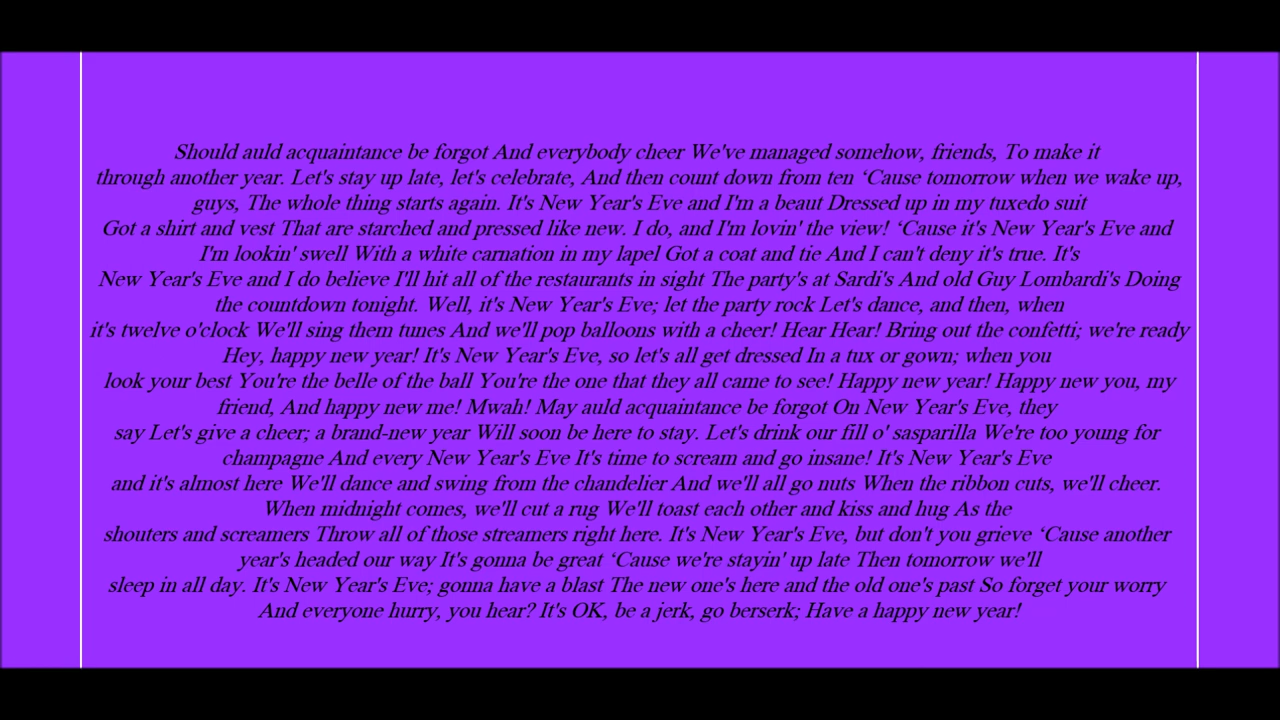 Should auld acquaintance be forgot And everybody cheer We've managed somehow, friends, To make it
through another year. Let's stay up late, let's celebrate, And then count down from ten ‘Cause tomorrow when we wake up,
guys, The whole thing starts again. It's New Year's Eve and I'm a beaut Dressed up in my tuxedo suit
Got a shirt and vest That are starched and pressed like new. I do, and I'm lovin' the view! ‘Cause it's New Year's Eve and
I'm lookin' swell With a white carnation in my lapel Got a coat and tie And I can't deny it's true. It's
New Year's Eve and I do believe I'll hit all of the restaurants in sight The party's at Sardi's And old Guy Lombardi's Doing
the countdown tonight. Well, it's New Year's Eve; let the party rock Let's dance, and then, when
it's twelve o'clock We'll sing them tunes And we'll pop balloons with a cheer! Hear Hear! Bring out the confetti; we're ready
Hey, happy new year! It's New Year's Eve, so let's all get dressed In a tux or gown; when you
look your best You're the belle of the ball You're the one that they all came to see! Happy new year! Happy new you, my
friend, And happy new me! Mwah! May auld acquaintance be forgot On New Year's Eve, they
say Let's give a cheer; a brand-new year Will soon be here to stay. Let's drink our fill o' sasparilla We're too young for
champagne And every New Year's Eve It's time to scream and go insane! It's New Year's Eve
and it's almost here We'll dance and swing from the chandelier And we'll all go nuts When the ribbon cuts, we'll cheer.
When midnight comes, we'll cut a rug We'll toast each other and kiss and hug As the
shouters and screamers Throw all of those streamers right here. It's New Year's Eve, but don't you grieve ‘Cause another
year's headed our way It's gonna be great ‘Cause we're stayin' up late Then tomorrow we'll
sleep in all day. It's New Year's Eve; gonna have a blast The new one's here and the old one's past So forget your worry
And everyone hurry, you hear? It's OK, be a jerk, go berserk; Have a happy new year!